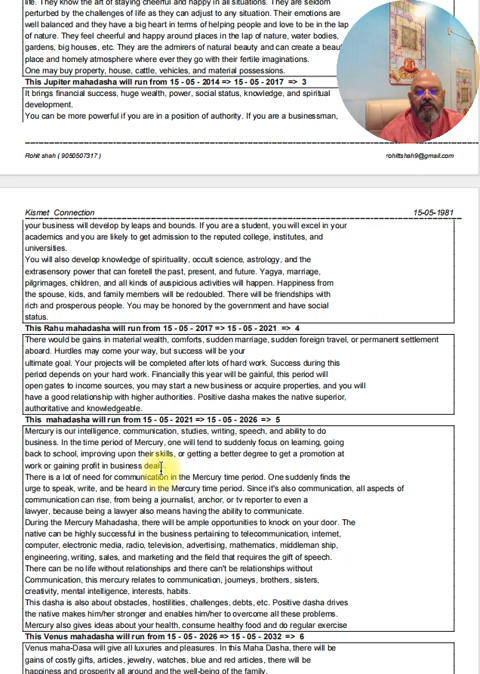 life. They know the art of staying cheerful and happy in all situations. They are seldom
perturbed by the challenges of life as they can adjust to any situation. Their emotions are
well balanced and they have a big heart in terms of helping people and love to be in the lap
of nature. They feel cheerful and happy around places in the lap of nature, water bodies,
gardens, big houses, etc. They are the admirers of natural beauty and can create a beau
place and homely atmosphere where ever they go with their fertile imaginations.
One may buy property, house, cattle, vehicles, and material possessions.
This Jupiter mahadasha will run from 15 - 05 - 2014 => 15 - 05 - 2017 => 3
It brings financial success, huge wealth, power, social status, knowledge, and spiritual
development.
You can be more powerful if you are in a position of authority. If you are a businessman,
Rohit shah ( 9050507317 ) rohittshah9@gmail.com
Kismet Connection 15-05-1981
your business will develop by leaps and bounds. If you are a student, you will excel in your
academics and you are likely to get admission to the reputed college, institutes, and
universities.
You will also develop knowledge of spirituality, occult science, astrology, and the
extrasensory power that can foretell the past, present, and future. Yagya, marriage,
pilgrimages, children, and all kinds of auspicious activities will happen. Happiness from
the spouse, kids, and family members will be redoubled. There will be friendships with
rich and prosperous people. You may be honored by the government and have social
status.
This Rahu mahadasha will run from 15 - 05 - 2017 => 15 - 05 - 2021 => 4
There would be gains in material wealth, comforts, sudden marriage, sudden foreign travel, or permanent settlement
aboard. Hurdles may come your way, but success will be your
ultimate goal. Your projects will be completed after lots of hard work. Success during this
period depends on your hard work. Financially this year will be gainful, this period will
open gates to income sources, you may start a new business or acquire properties, and you will
have a good relationship with higher authorities. Positive dasha makes the native superior,
authoritative and knowledgeable.
This mahadasha will run from 15 - 05 - 2021 => 15 - 05 - 2026 => 5
Mercury is our intelligence, communication, studies, writing, speech, and ability to do
business. In the time period of Mercury, one will tend to suddenly focus on learning, going
back to school, improving upon their skills, or getting a better degree to get a promotion at
work or gaining profit in business deal.
There is a lot of need for communication in the Mercury time period. One suddenly finds the
urge to speak, write, and be heard in the Mercury time period. Since it's also communication, all aspects of
communication can rise, from being a journalist, anchor, or tv reporter to even a
lawyer, because being a lawyer also means having the ability to communicate.
During the Mercury Mahadasha, there will be ample opportunities to knock on your door. The
native can be highly successful in the business pertaining to telecommunication, internet,
computer, electronic media, radio, television, advertising, mathematics, middleman ship,
engineering, writing, sales, and marketing and the field that requires the gift of speech.
There can be no life without relationships and there can't be relationships without
Communication, this mercury relates to communication, journeys, brothers, sisters,
creativity, mental intelligence, interests, habits.
This dasha is also about obstacles, hostilities, challenges, debts, etc. Positive dasha drives
the native makes him/her stronger and enables him/her to overcome all these problems.
Mercury also gives ideas about your health, consume healthy food and do regular exercise
This Venus mahadasha will run from 15 - 05 - 2026 => 15 - 05 - 2032 => 6
Venus maha-Dasa will give all luxuries and pleasures. In this Maha Dasha, there will be
gains of costly gifts, articles, jewelry, watches, blue and red articles, there will be
happiness and prosperity all around and the well-being of the family.